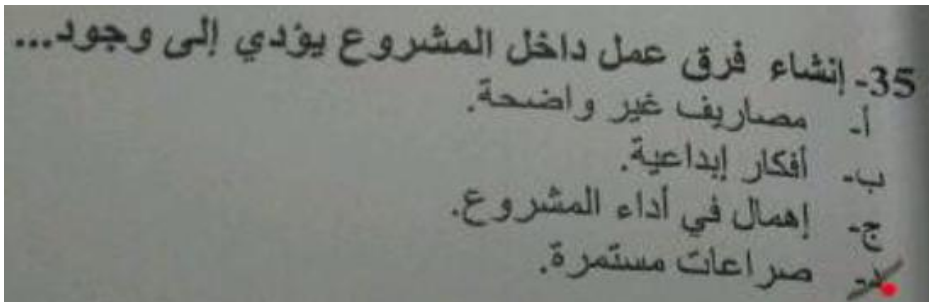 35- إنشاء فرق عمل داخل المشروع يؤدي إلى وجود...
أ- مصاريف غير واضحة.
ب- أفكار إبداعية.
ج- إهمال في أداء المشروع.
د- صراعات مستمرة.